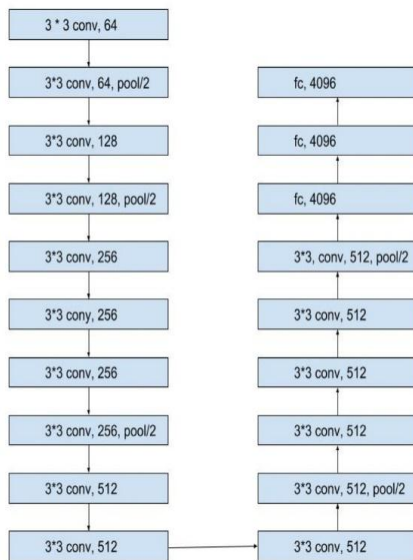 3 * 3 conv, 64
3*3 conv, 64, pool/2
3*3 conv, 128
3*3 conv, 128, pool/2
3*3 conv, 256
3*3 cony, 256
3*3 conv, 256
3*3 conv, 256, pool/2
3*3 conv, 512
3*3 conv, 512
3*3 conv, 512
3*3 conv, 512, pool/2
3*3 conv, 512
3*3 conv, 512
3*3 conv, 512
3*3, conv, 512, pool/2
fc, 4096
fc, 4096
fc, 4096